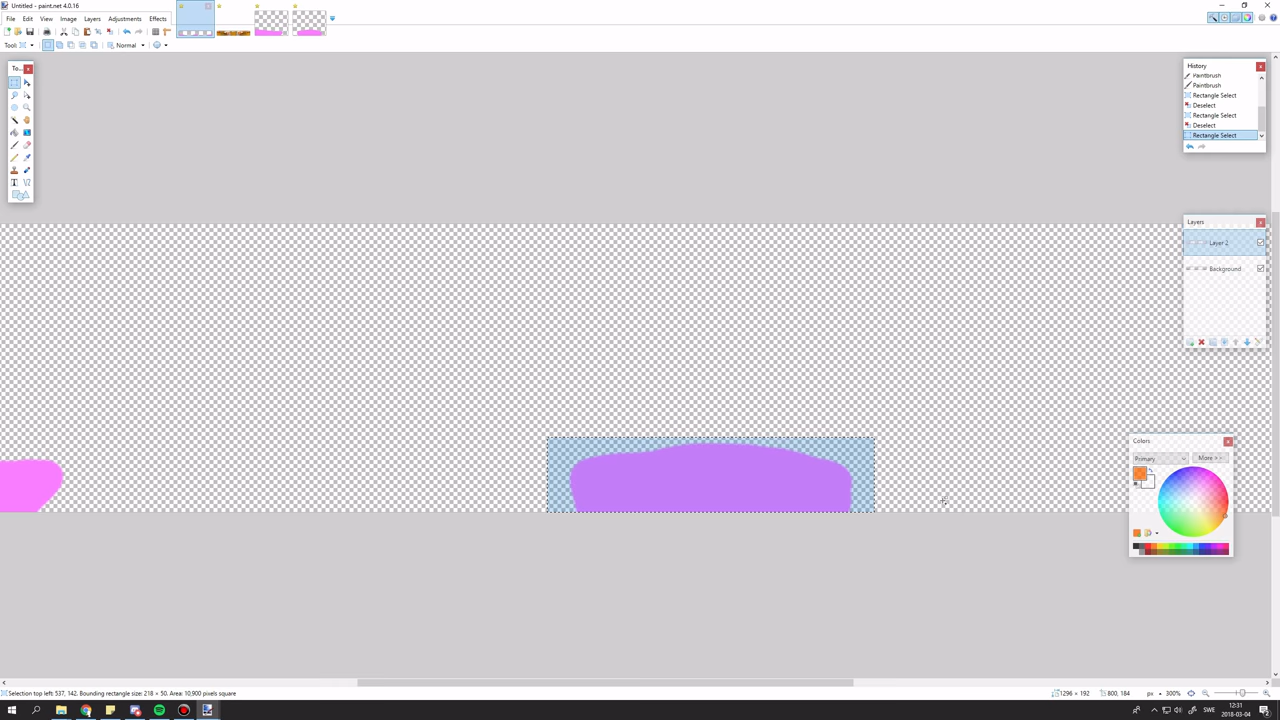 Untitled - paint.net 4.0.16
File Edit View Image Layers Adjustments Effects
Tool:
Normal
To...
History
Paintbrush
Paintbrush
Rectangle Select
Deselect
Rectangle Select
Deselect
Rectangle Select
Layers
Layer 2
Background
Colors
Primary
More >>
Selection top left: 537, 142. Bounding rectangle size: 218 × 50. Area: 10,900 pixels square
1296 × 192
800, 184
px
300%
SWE
12:31
2018-03-04